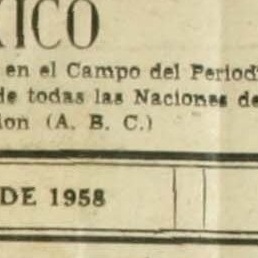 XICO
en el Campo del Period
de todas las Naciones de
ion (A. B. C.)
DE 1958